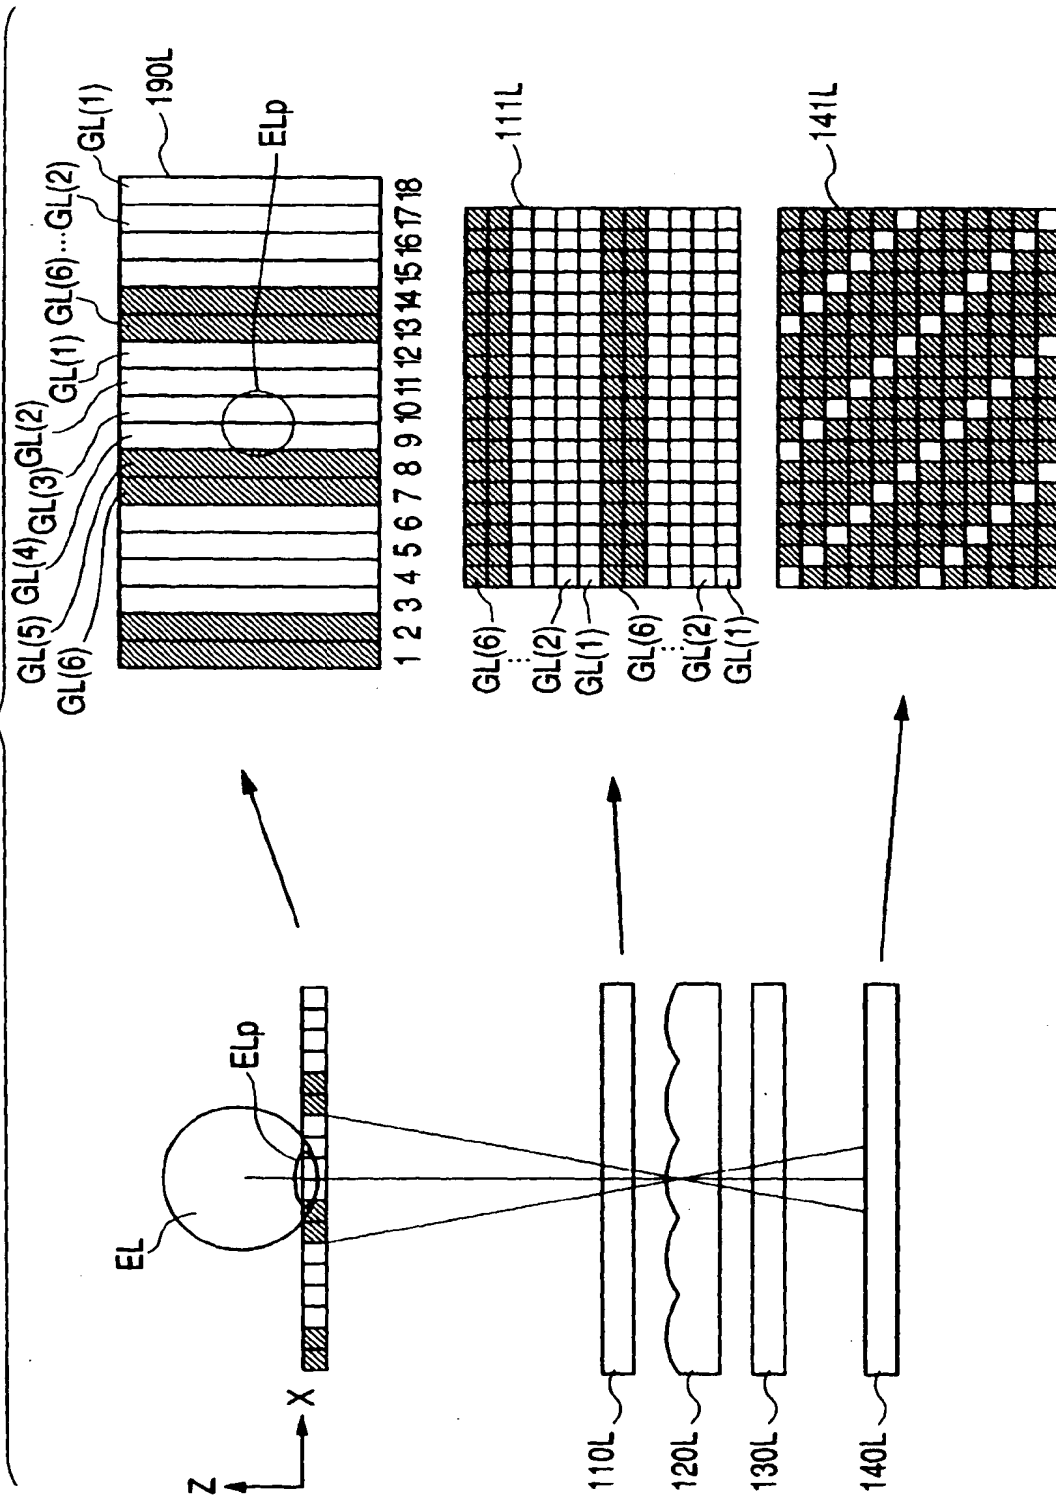 GL(5)
GL(6)
GL(4)
GL(3)
GL(2)
GL(1)
GL(6)...GL(2)
GL(1)
190L
ELp
1 2 3 4 5 6 7 8 9 10 11 12 13 14 15 16 17 18
EL
ELp
Z
X
111L
GL(6)
...
GL(2)
GL(1)
GL(6)
...
GL(2)
GL(1)
141L
110L
120L
130L
140L